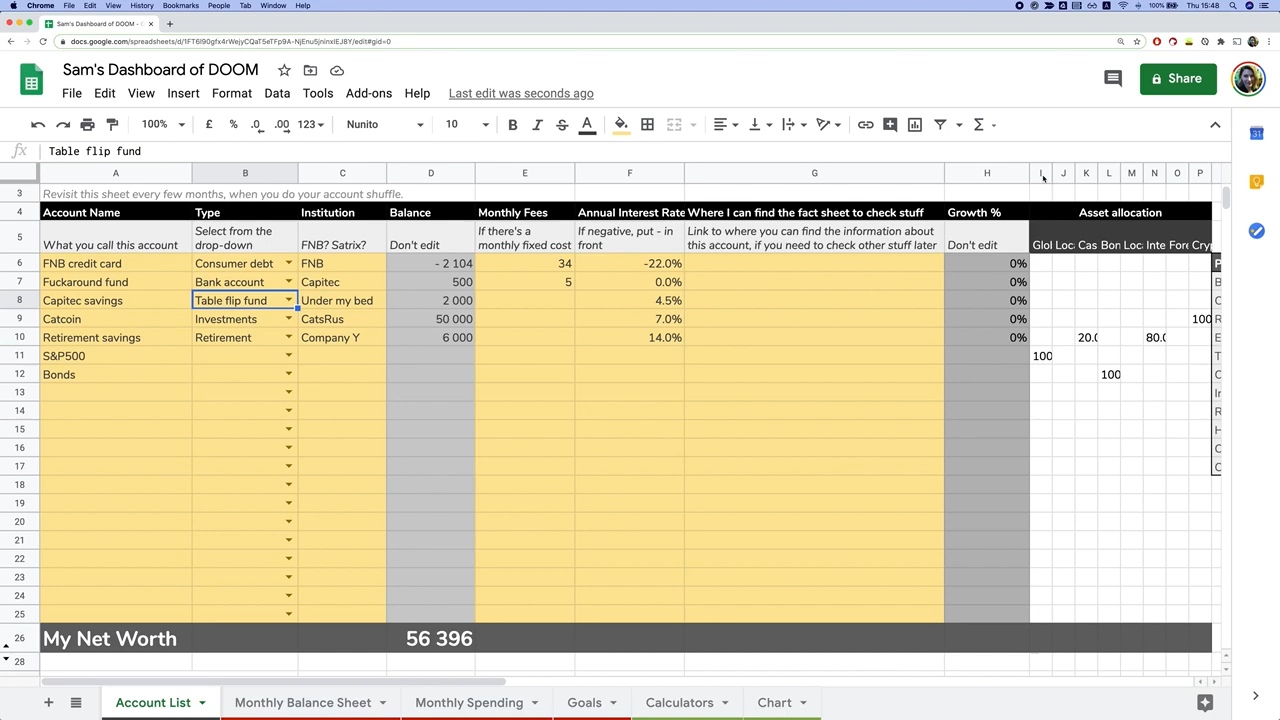 Chrome File Edit View History Bookmarks People Tab Window Help 100% Thu 15:48
Sam's Dashboard of DOOM -
docs.google.com/spreadsheets/d/1FT6l90gfx4rWejyCQaT5eTFp9A-NjEnu5jninxlEJ8Y/edit#gid=0
Sam's Dashboard of DOOM
File Edit View Insert Format Data Tools Add-ons Help Last edit was seconds ago
Share
100% £ % .0 .00 123 Nunito 10 B I S A
fx Table flip fund
A B C D E F G H I J K L M N O P
3 Revisit this sheet every few months, when you do your account shuffle.
4 Account Name Type Institution Balance Monthly Fees Annual Interest Rate Where I can find the fact sheet to check stuff Growth % Asset allocation
5 What you call this account Select from the drop-down FNB? Satrix? Don't edit If there's a monthly fixed cost If negative, put - in front Link to where you can find the information about this account, if you need to check other stuff later Don't edit Glol Loc Cas Bon Loc Inte Fore Cryp
6 FNB credit card Consumer debt FNB - 2 104 34 -22.0% 0%
7 Fuckaround fund Bank account Capitec 500 5 0.0% 0%
8 Capitec savings Table flip fund Under my bed 2 000 4.5% 0%
9 Catcoin Investments CatsRus 50 000 7.0% 0% 100
10 Retirement savings Retirement Company Y 6 000 14.0% 0% 20.0 80.0
11 S&P500 100
12 Bonds 100
13
14
15
16
17
18
19
20
21
22
23
24
25
26 My Net Worth 56 396
28
Account List Monthly Balance Sheet Monthly Spending Goals Calculators Chart